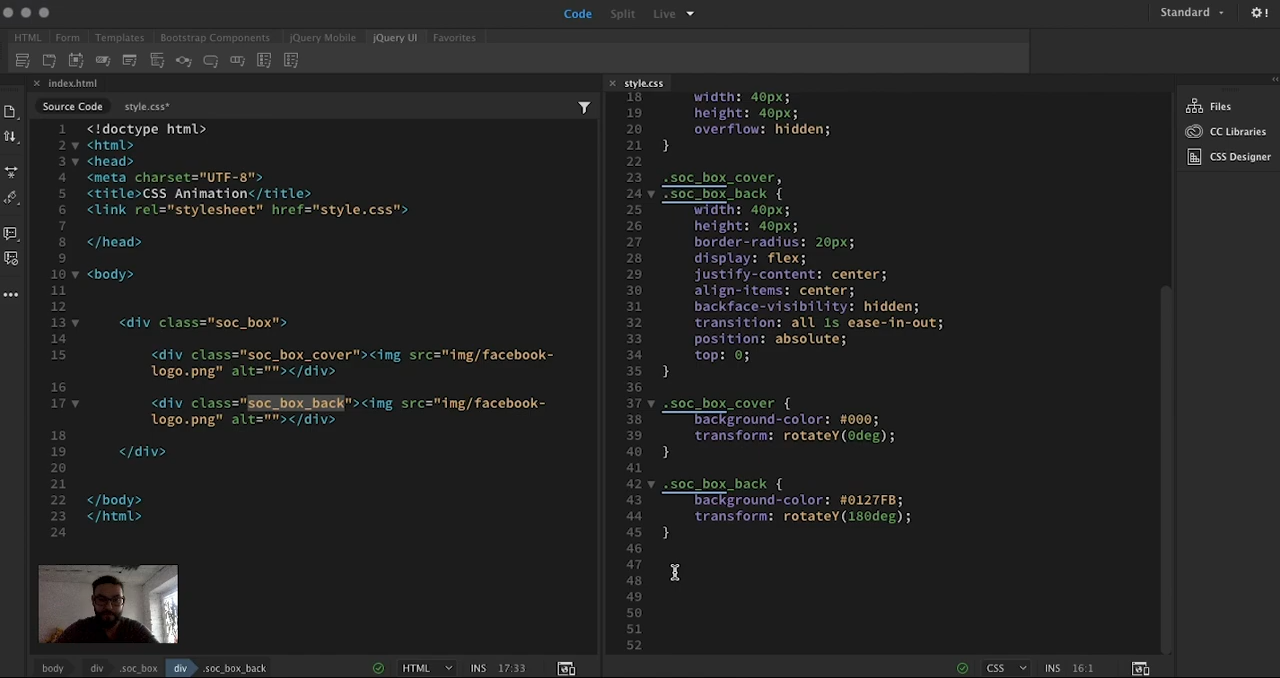 Code Split Live
Standard
HTML Form Templates Bootstrap Components jQuery Mobile jQuery UI Favorites
index.html
Source Code style.css*
1 <!doctype html>
2 <html>
3 <head>
4 <meta charset="UTF-8">
5 <title>CSS Animation</title>
6 <link rel="stylesheet" href="style.css">
7
8 </head>
9
10 <body>
11
12
13 <div class="soc_box">
14
15 <div class="soc_box_cover"><img src="img/facebook-
logo.png" alt=""></div>
16
17 <div class="soc_box_back"><img src="img/facebook-
logo.png" alt=""></div>
18
19 </div>
20
21
22 </body>
23 </html>
24
body div .soc_box div .soc_box_back HTML INS 17:33
style.css
18 width: 40px;
19 height: 40px;
20 overflow: hidden;
21 }
22
23 .soc_box_cover,
24 .soc_box_back {
25 width: 40px;
26 height: 40px;
27 border-radius: 20px;
28 display: flex;
29 justify-content: center;
30 align-items: center;
31 backface-visibility: hidden;
32 transition: all 1s ease-in-out;
33 position: absolute;
34 top: 0;
35 }
36
37 .soc_box_cover {
38 background-color: #000;
39 transform: rotateY(0deg);
40 }
41
42 .soc_box_back {
43 background-color: #0127FB;
44 transform: rotateY(180deg);
45 }
46
47
48
49
50
51
52
CSS INS 16:1
Files
CC Libraries
CSS Designer